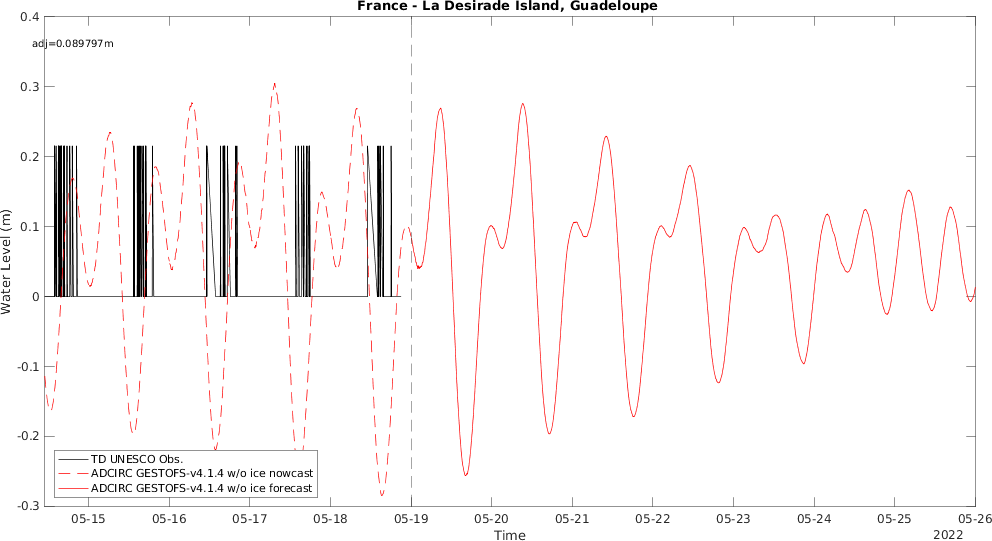 France - La Desirade Island, Guadeloupe
adj=0.089797m
0.4
0.3
0.2
0.1
0
-0.1
-0.2
-0.3
Water Level (m)
TD UNESCO Obs.
ADCIRC GESTOFS-v4.1.4 w/o ice nowcast
ADCIRC GESTOFS-v4.1.4 w/o ice forecast
05-15 05-16 05-17 05-18 05-19 05-20 05-21 05-22 05-23 05-24 05-25 05-26
Time
2022